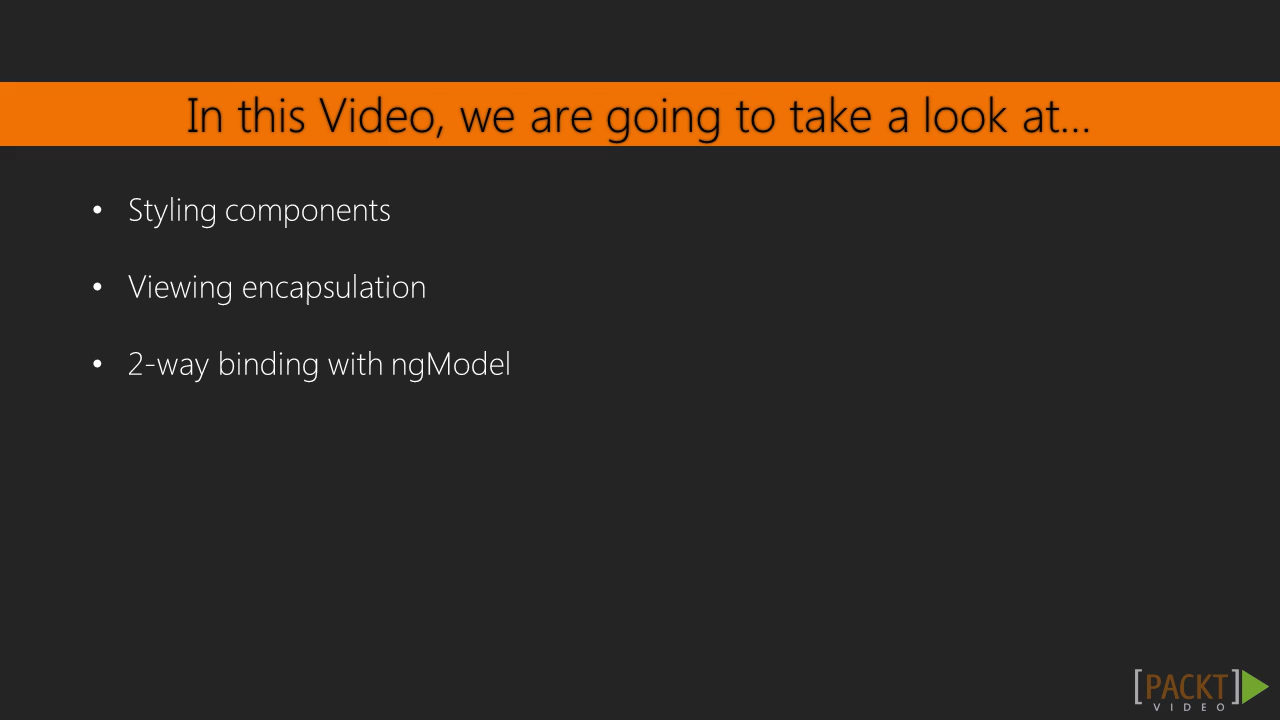 In this Video, we are going to take a look at...
• Styling components
• Viewing encapsulation
• 2-way binding with ngModel
[PACKT]
VIDEO